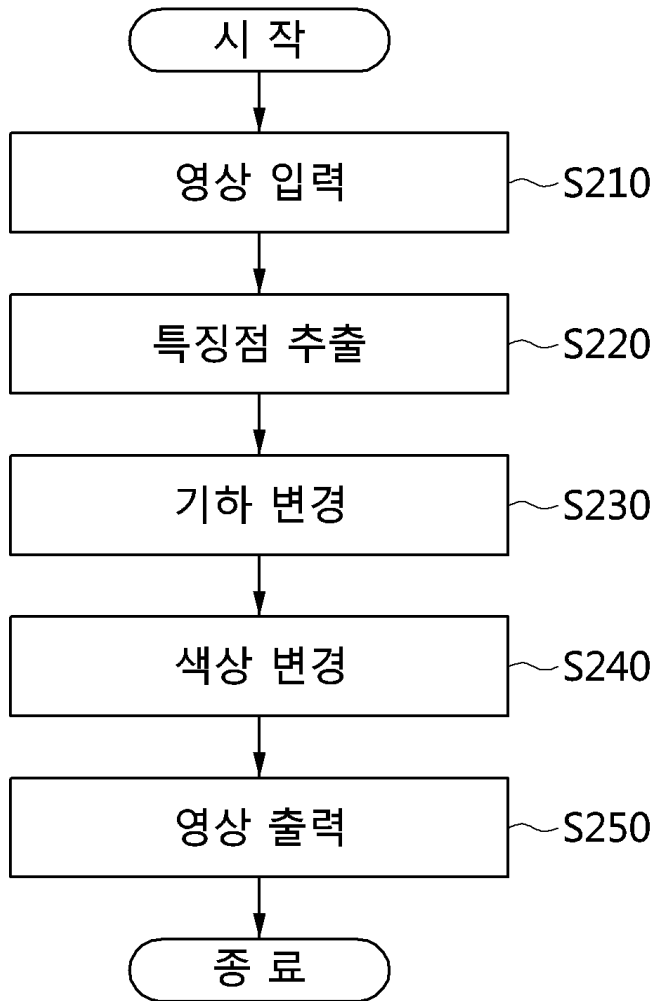 시 작
영상 입력 S210
특징점 추출 S220
기하 변경 S230
색상 변경 S240
영상 출력 S250
종 료